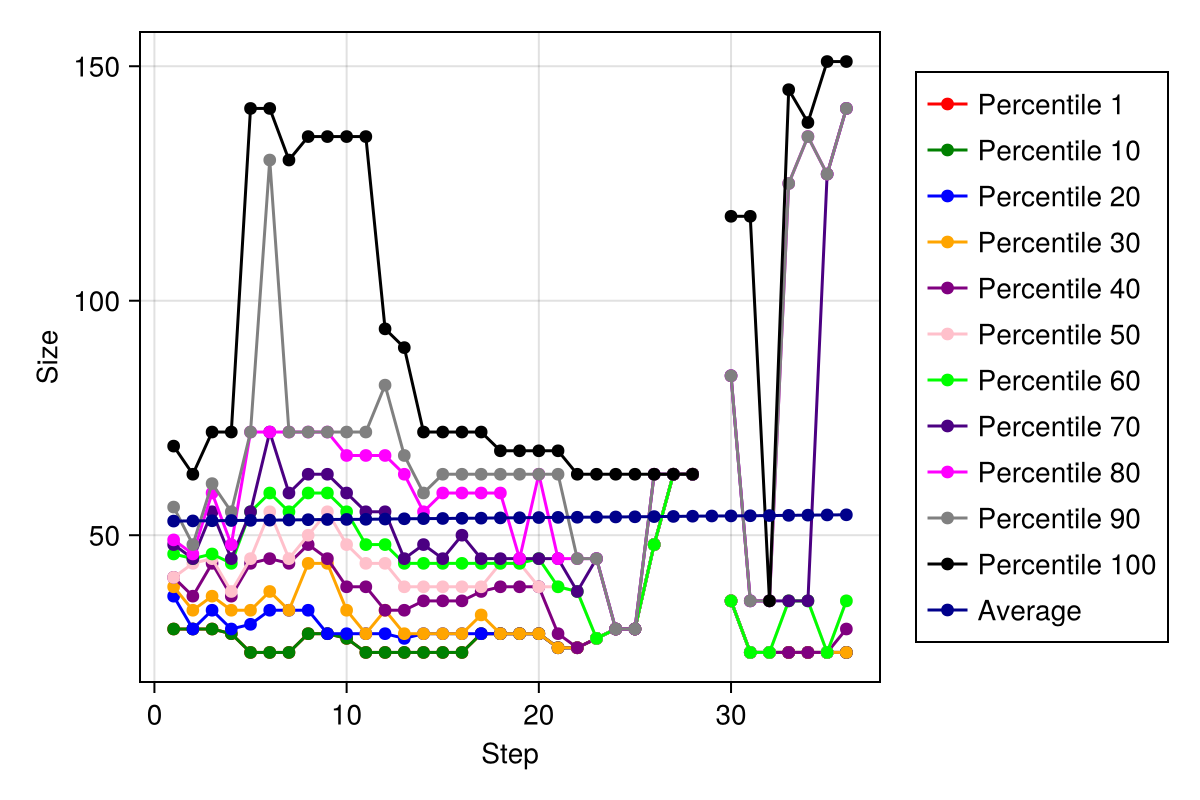 150
100
50
Size
0
10
20
30
Step
Percentile 1
Percentile 10
Percentile 20
Percentile 30
Percentile 40
Percentile 50
Percentile 60
Percentile 70
Percentile 80
Percentile 90
Percentile 100
Average